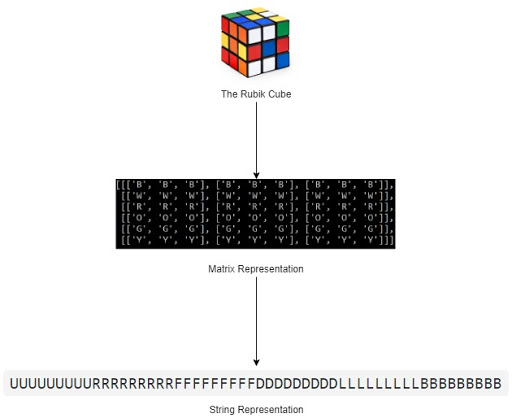 The Rubik Cube
[[['B', 'B', 'B'], ['B', 'B', 'B'], ['B', 'B', 'B']],
[['W', 'W', 'W'], ['W', 'W', 'W'], ['W', 'W', 'W']],
[['R', 'R', 'R'], ['R', 'R', 'R'], ['R', 'R', 'R']],
[['O', 'O', 'O'], ['O', 'O', 'O'], ['O', 'O', 'O']],
[['G', 'G', 'G'], ['G', 'G', 'G'], ['G', 'G', 'G']],
[['Y', 'Y', 'Y'], ['Y', 'Y', 'Y'], ['Y', 'Y', 'Y']]]
Matrix Representation
UUUUUUUUURRRRRRRRRFFFFFFFFFDDDDDDDDDLLLLLLLLLBBBBBBBBB
String Representation